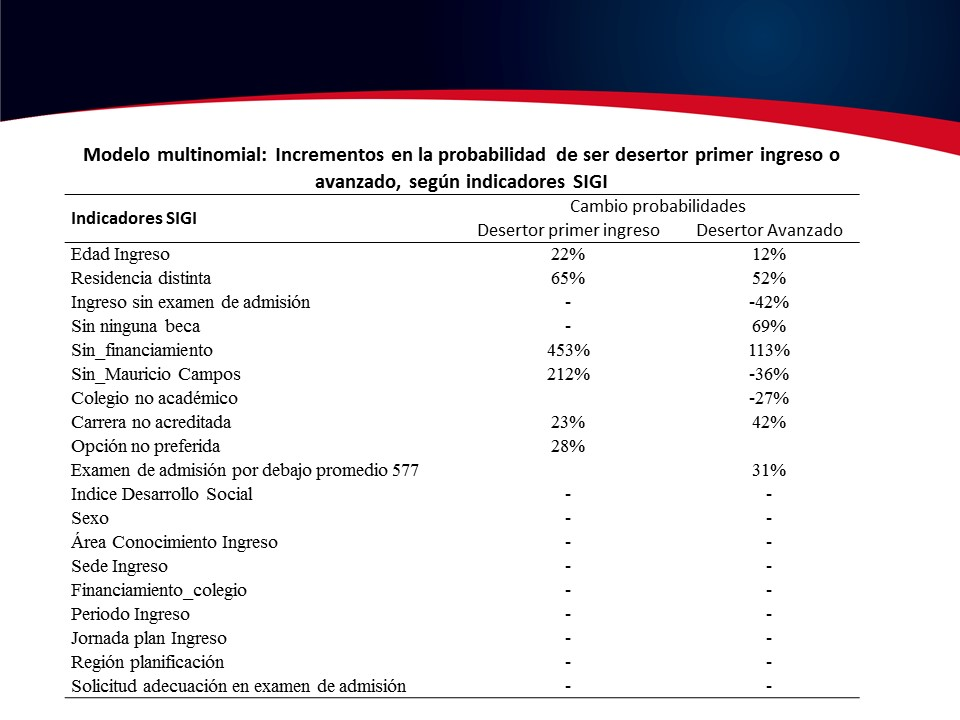 Modelo multinomial: Incrementos en la probabilidad de ser desertor primer ingreso o
avanzado, según indicadores SIGI
Indicadores SIGI Cambio probabilidades
Desertor primer ingreso Desertor Avanzado
Edad Ingreso 22% 12%
Residencia distinta 65% 52%
Ingreso sin examen de admisión - -42%
Sin ninguna beca - 69%
Sin_financiamiento 453% 113%
Sin_Mauricio Campos 212% -36%
Colegio no académico -27%
Carrera no acreditada 23% 42%
Opción no preferida 28%
Examen de admisión por debajo promedio 577 31%
Indice Desarrollo Social - -
Sexo - -
Área Conocimiento Ingreso - -
Sede Ingreso - -
Financiamiento_colegio - -
Periodo Ingreso - -
Jornada plan Ingreso - -
Región planificación - -
Solicitud adecuación en examen de admisión - -